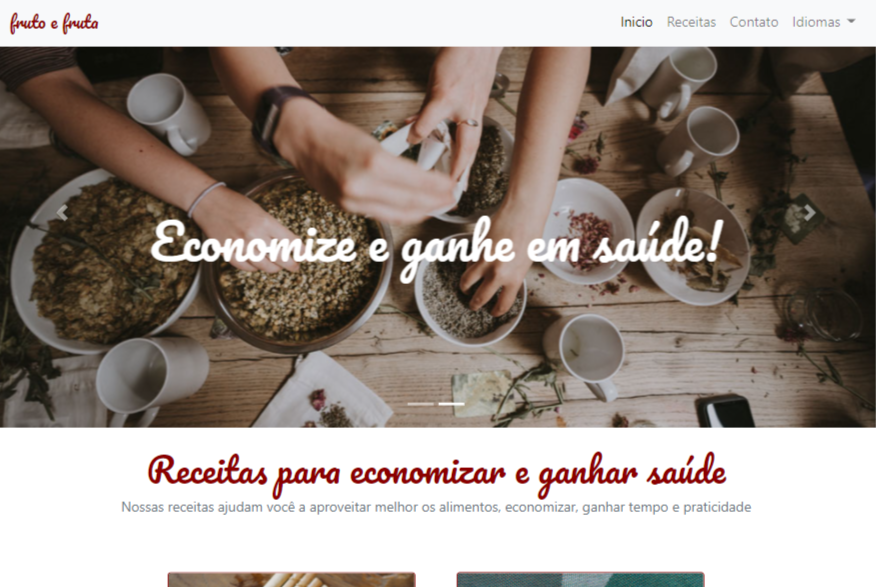 fruto e fruta
Inicio Receitas Contato Idiomas
Economize e ganhe em saúde!
Receitas para economizar e ganhar saúde
Nossas receitas ajudam você a aproveitar melhor os alimentos, economizar, ganhar tempo e praticidade